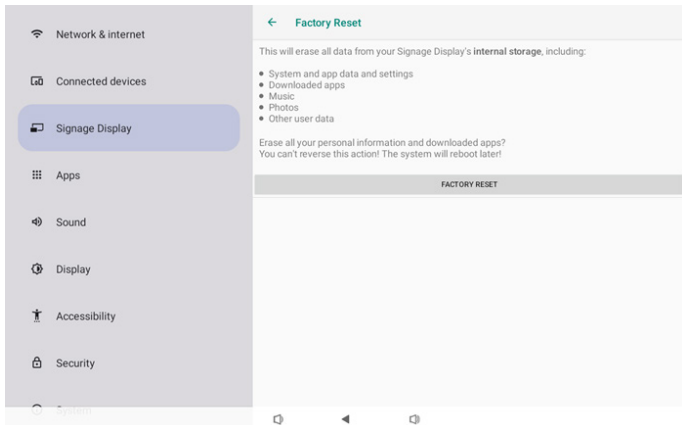 Network & internet
Connected devices
Signage Display
Apps
Sound
Display
Accessibility
Security
System
Factory Reset
This will erase all data from your Signage Display's internal storage, including:
System and app data and settings
Downloaded apps
Music
Photos
Other user data
Erase all your personal information and downloaded apps?
You can't reverse this action! The system will reboot later!
FACTORY RESET